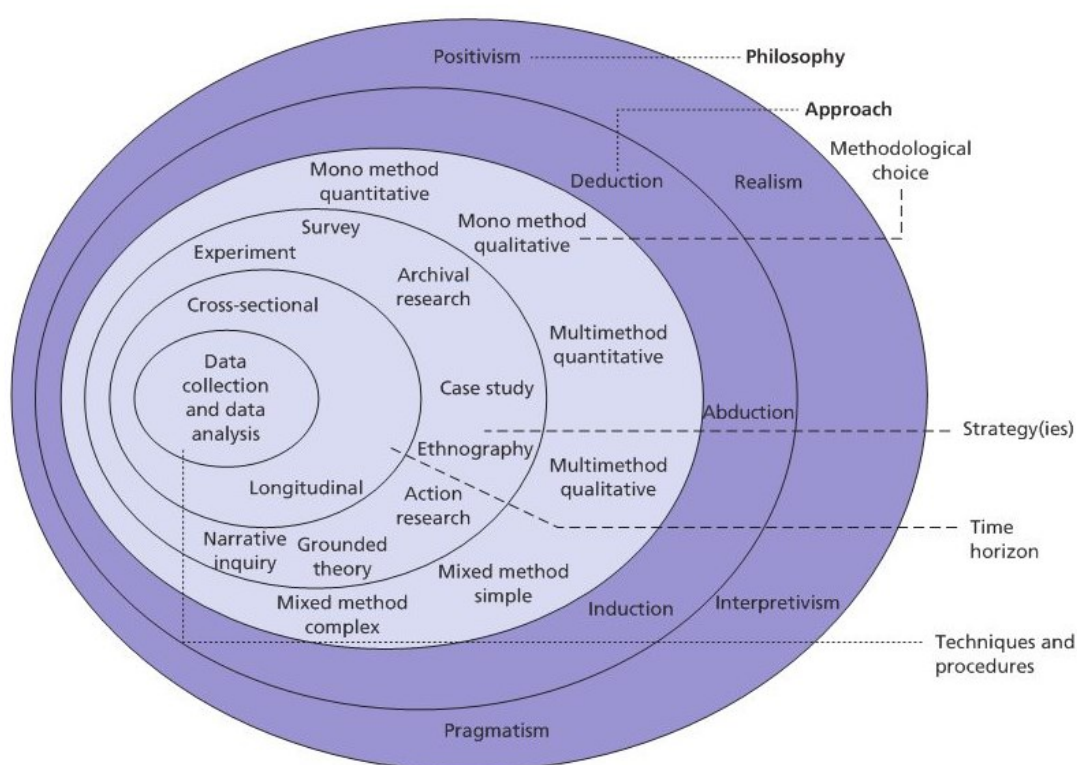 Positivism
Philosophy
Approach
Methodological
choice
Mono method
quantitative
Deduction
Realism
Survey
Mono method
qualitative
Experiment
Archival
research
Cross-sectional
Multimethod
quantitative
Data
collection
and data
analysis
Case study
Abduction
Strategy(ies)
Ethnography
Multimethod
qualitative
Longitudinal
Action
research
Time
horizon
Narrative
inquiry
Grounded
theory
Mixed method
simple
Mixed method
complex
Induction
Interpretivism
Techniques and
procedures
Pragmatism